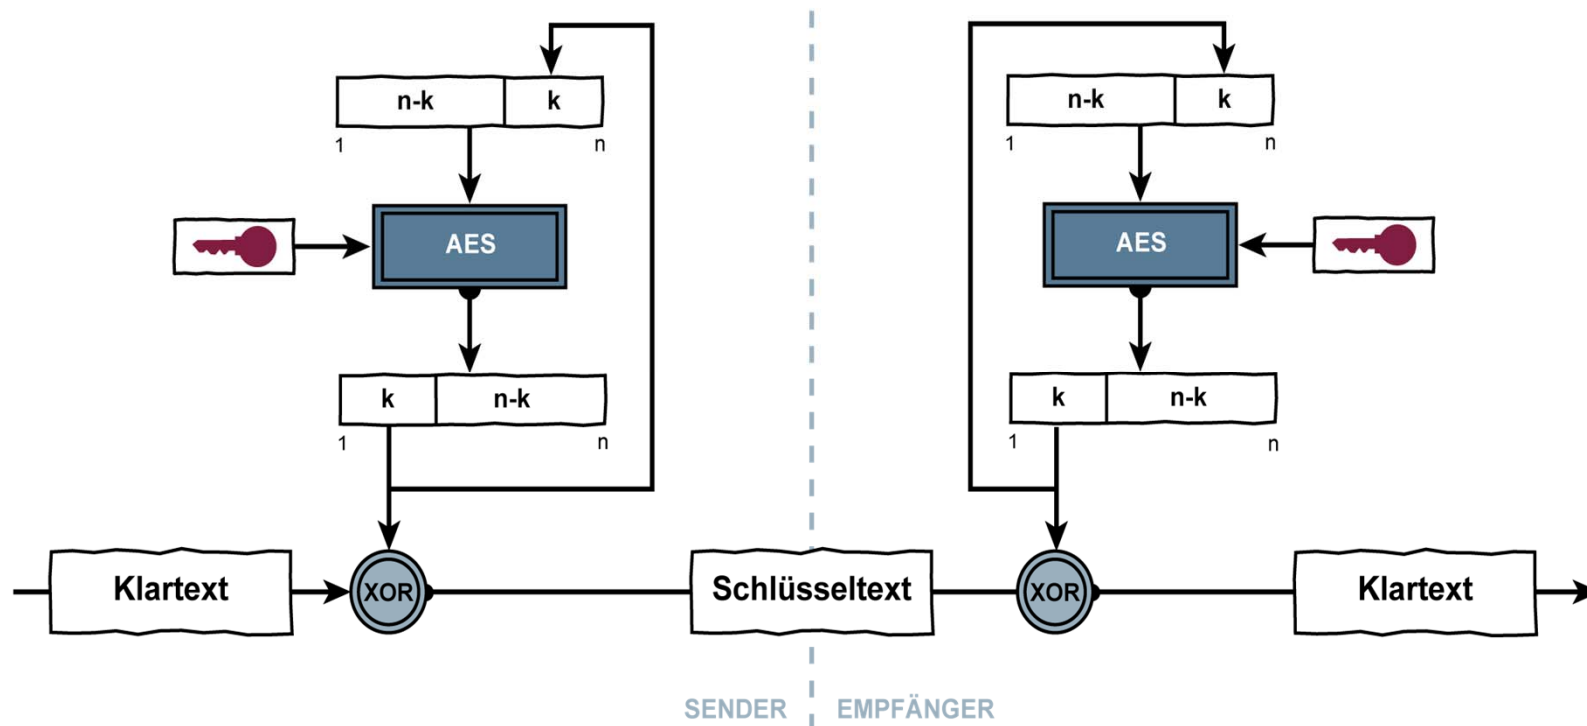 n-k k n-k k
1 n 1 n
AES AES
k n-k k n-k
1 n 1 n
Klartext XOR Schlüsseltext XOR Klartext
SENDER EMPFÄNGER